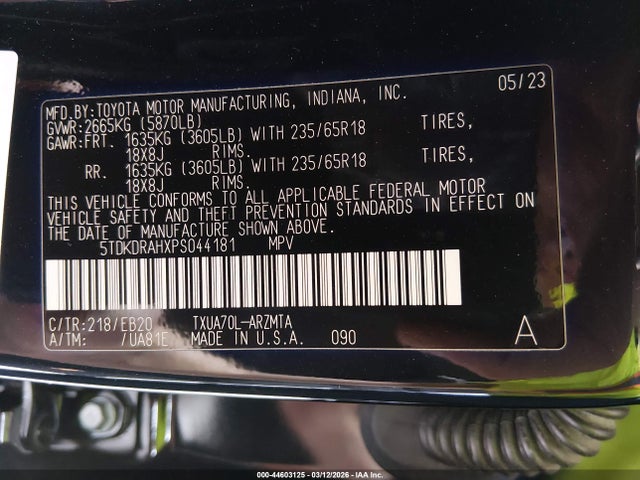 05/23
MFD.BY:TOYOTA MOTOR MANUFACTURING, INDIANA, INC.
GVWR:2665KG (5870LB)
GAWR:FRT. 1635KG (3605LB) WITH 235/65R18 TIRES,
18X8J RIMS.
RR. 1635KG (3605LB) WITH 235/65R18 TIRES,
18X8J RIMS.
THIS VEHICLE CONFORMS TO ALL APPLICABLE FEDERAL MOTOR
VEHICLE SAFETY AND THEFT PREVENTION STANDARDS IN EFFECT ON
THE DATE OF MANUFACTURE SHOWN ABOVE.
5TDKDRAHXPS044181 MPV
C/TR:218/EB20 TXUA70L-ARZMTA
A/TM: /UA81E MADE IN U.S.A. 090 A
000-44603125 - 03/12/2026 - IAA Inc.